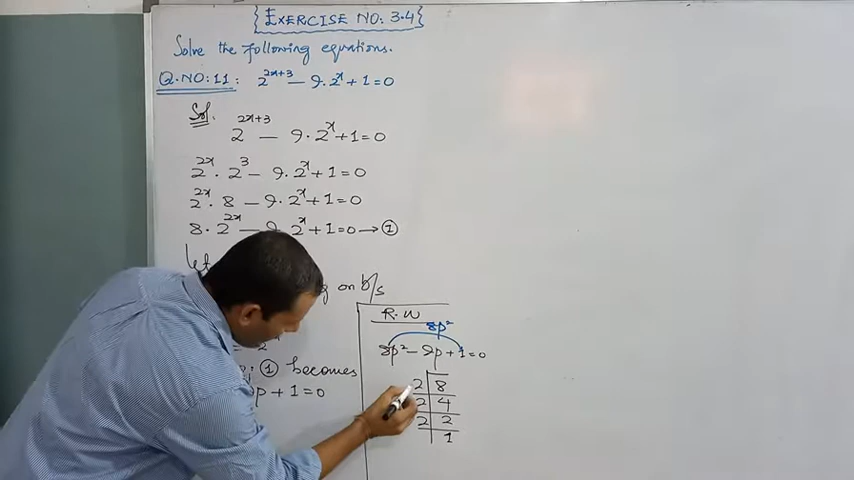 {EXERCISE NO: 3.4}
Solve the following equations.
Q.NO:11: 2^{2x+3} - 9.2^x + 1 = 0
Sol.
2^{2x+3} - 9.2^x + 1 = 0
2^{2x} . 2^3 - 9.2^x + 1 = 0
2^{2x} . 8 - 9.2^x + 1 = 0
8.2^{2x} - 9.2^x + 1 = 0 → ①
let
on b/s
① becomes
p + 1 = 0
R.W
8p²
8p² - 9p + 1 = 0
2 | 8
2 | 4
2 | 2
| 1